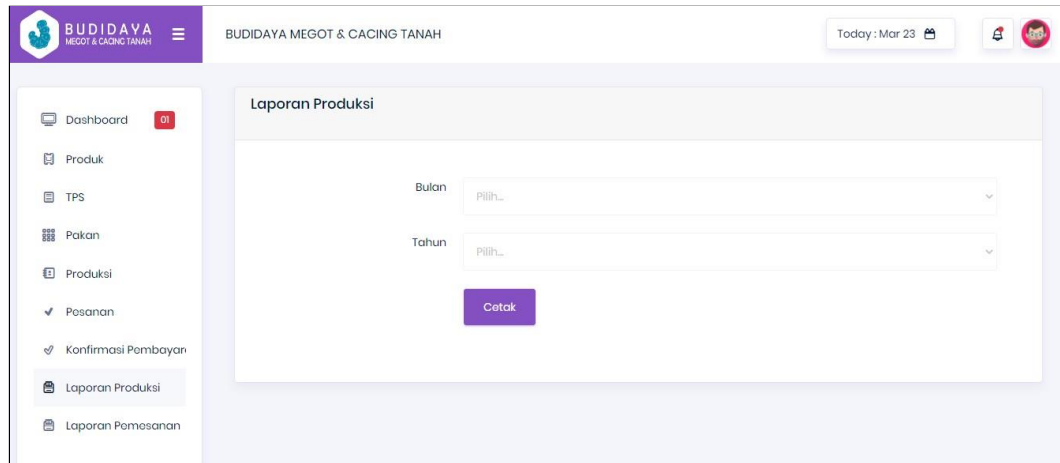 BUDIDAYA
MEGOT & CACING TANAH
BUDIDAYA MEGOT & CACING TANAH
Today : Mar 23
Dashboard 01
Produk
TPS
Pakan
Produksi
Pesanan
Konfirmasi Pembayar
Laporan Produksi
Laporan Pemesanan
Laporan Produksi
Bulan Pilih...
Tahun Pilih...
Cetak